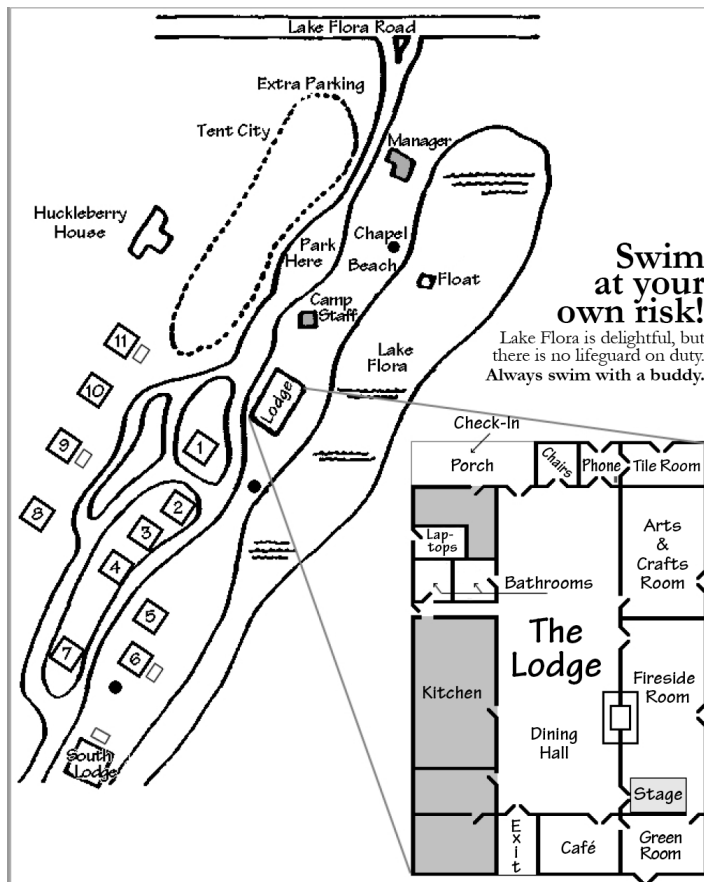 Lake Flora Road
Extra Parking
Tent City
Manager
Huckleberry
House
Park
Here
Chapel
Beach
Float
Camp
Staff
Lake
Flora
Lodge
Swim
at your
own risk!
Lake Flora is delightful, but
there is no lifeguard on duty.
Always swim with a buddy.
11
10
9
8
1
2
3
4
5
6
7
South
Lodge
Check-In
Porch
Chairs
Phone
Tile Room
Lap-
tops
Arts
&
Crafts
Room
Bathrooms
The
Lodge
Kitchen
Fireside
Room
Dining
Hall
Stage
Exit
Café
Green
Room